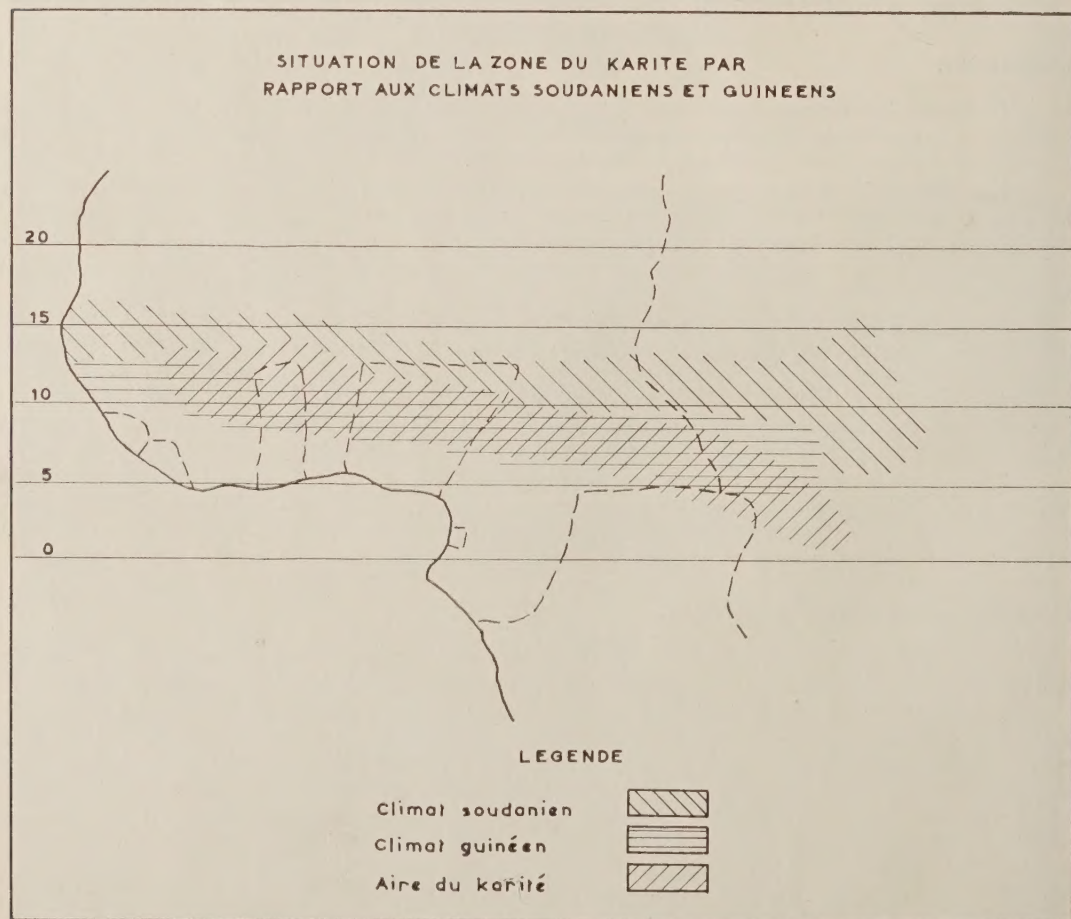 SITUATION DE LA ZONE DU KARITE PAR
RAPPORT AUX CLIMATS SOUDANIENS ET GUINEENS
20
15
10
5
0
LEGENDE
Climat soudanien
Climat guinéen
Aire du karité